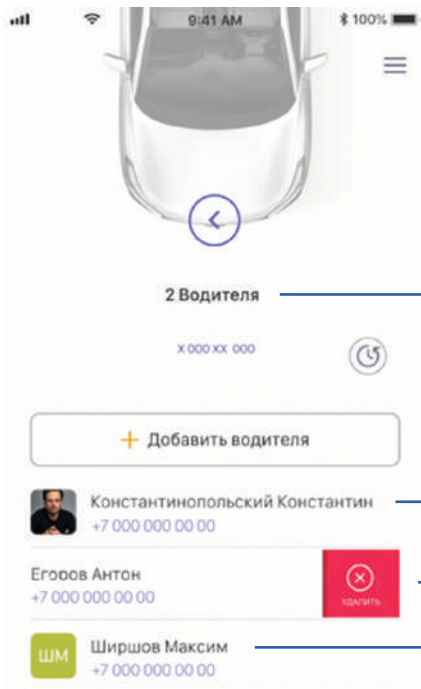 9:41 AM
100%
2 Водителя
X 000 XX 000
+ Добавить водителя
Константинопольский Константин
+7 000 000 00 00
Егоров Антон
+7 000 000 00 00
УДАЛИТЬ
ШМ
Ширшов Максим
+7 000 000 00 00